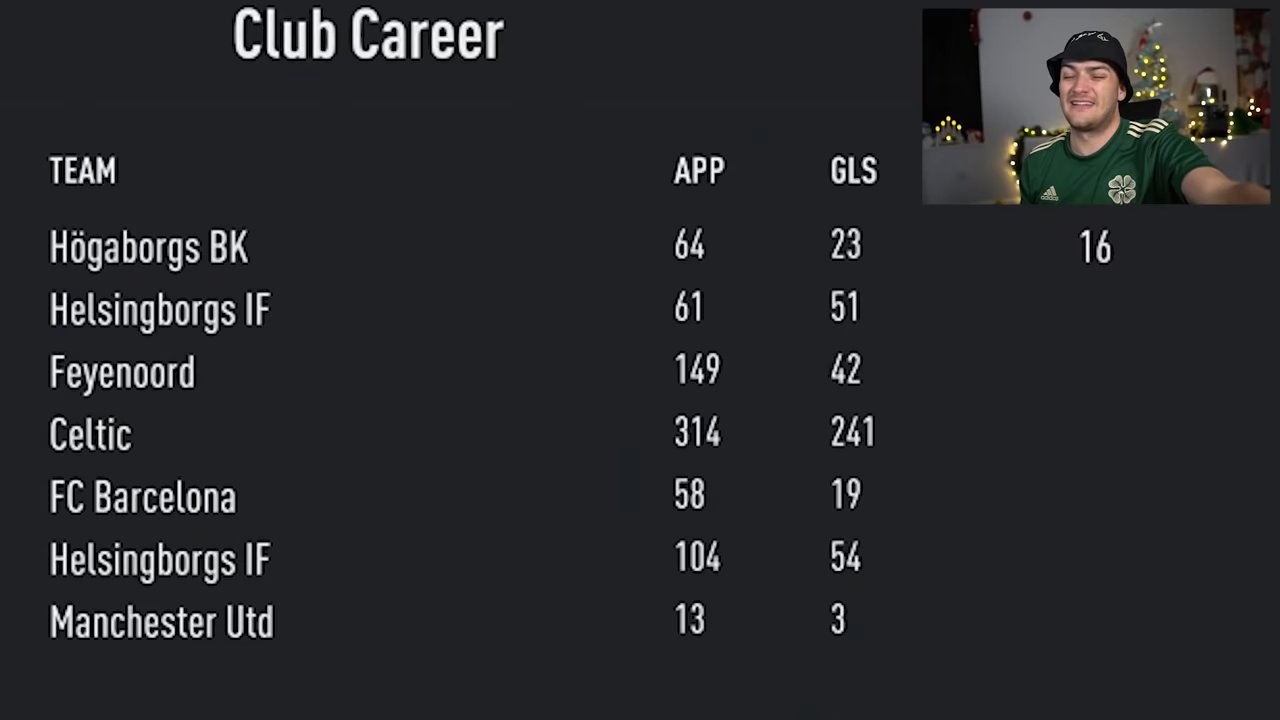 Club Career
TEAM APP GLS
Högaborgs BK 64 23 16
Helsingborgs IF 61 51
Feyenoord 149 42
Celtic 314 241
FC Barcelona 58 19
Helsingborgs IF 104 54
Manchester Utd 13 3